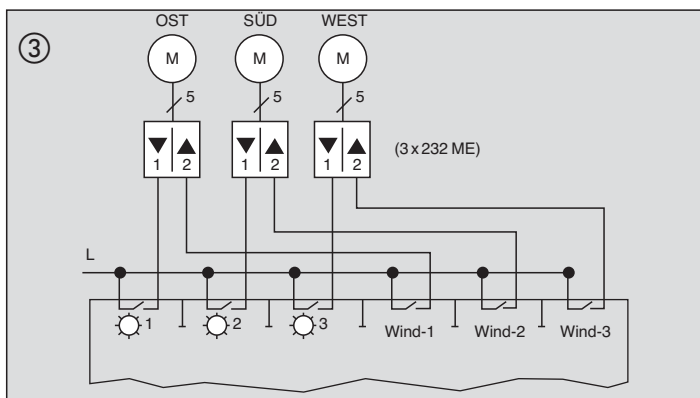 ③
OST SÜD WEST
M M M
5 5 5
1 2 1 2 1 2 (3 x 232 ME)
L
1 2 3 Wind-1 Wind-2 Wind-3